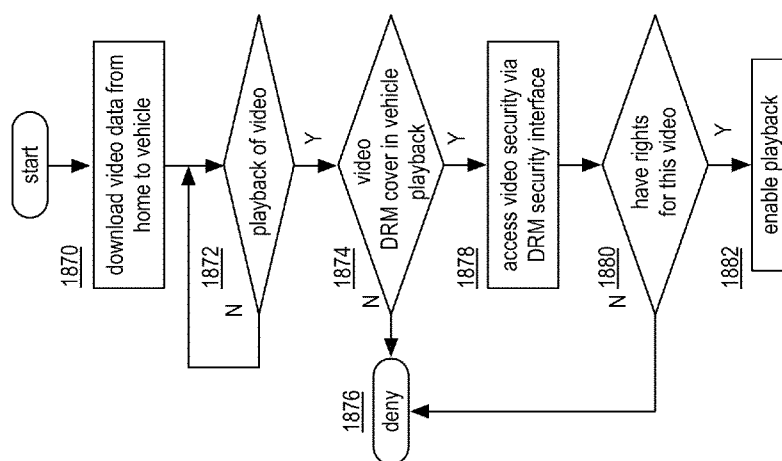 start
1870
download video data from
home to vehicle
1872
playback of video
N
Y
1874
video
DRM cover in vehicle
playback
N
Y
1876
deny
1878
access video security via
DRM security interface
1880
have rights
for this video
N
Y
1882
enable playback